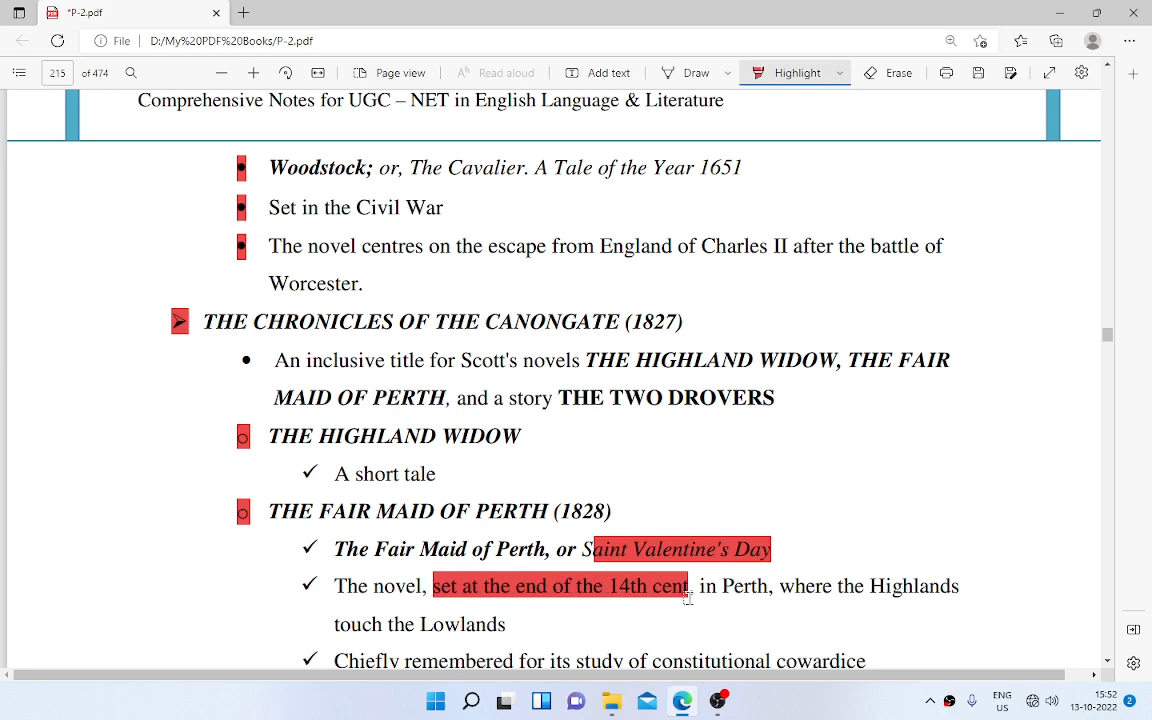 *P-2.pdf
File | D:/My%20PDF%20Books/P-2.pdf
215 of 474 Page view Read aloud Add text Draw Highlight Erase
Comprehensive Notes for UGC – NET in English Language & Literature
• Woodstock; or, The Cavalier. A Tale of the Year 1651
• Set in the Civil War
• The novel centres on the escape from England of Charles II after the battle of
Worcester.
➢ THE CHRONICLES OF THE CANONGATE (1827)
• An inclusive title for Scott's novels THE HIGHLAND WIDOW, THE FAIR
MAID OF PERTH, and a story THE TWO DROVERS
o THE HIGHLAND WIDOW
✓ A short tale
o THE FAIR MAID OF PERTH (1828)
✓ The Fair Maid of Perth, or Saint Valentine's Day
✓ The novel, set at the end of the 14th cent. in Perth, where the Highlands
touch the Lowlands
✓ Chiefly remembered for its study of constitutional cowardice
ENG
US
15:52
13-10-2022
2